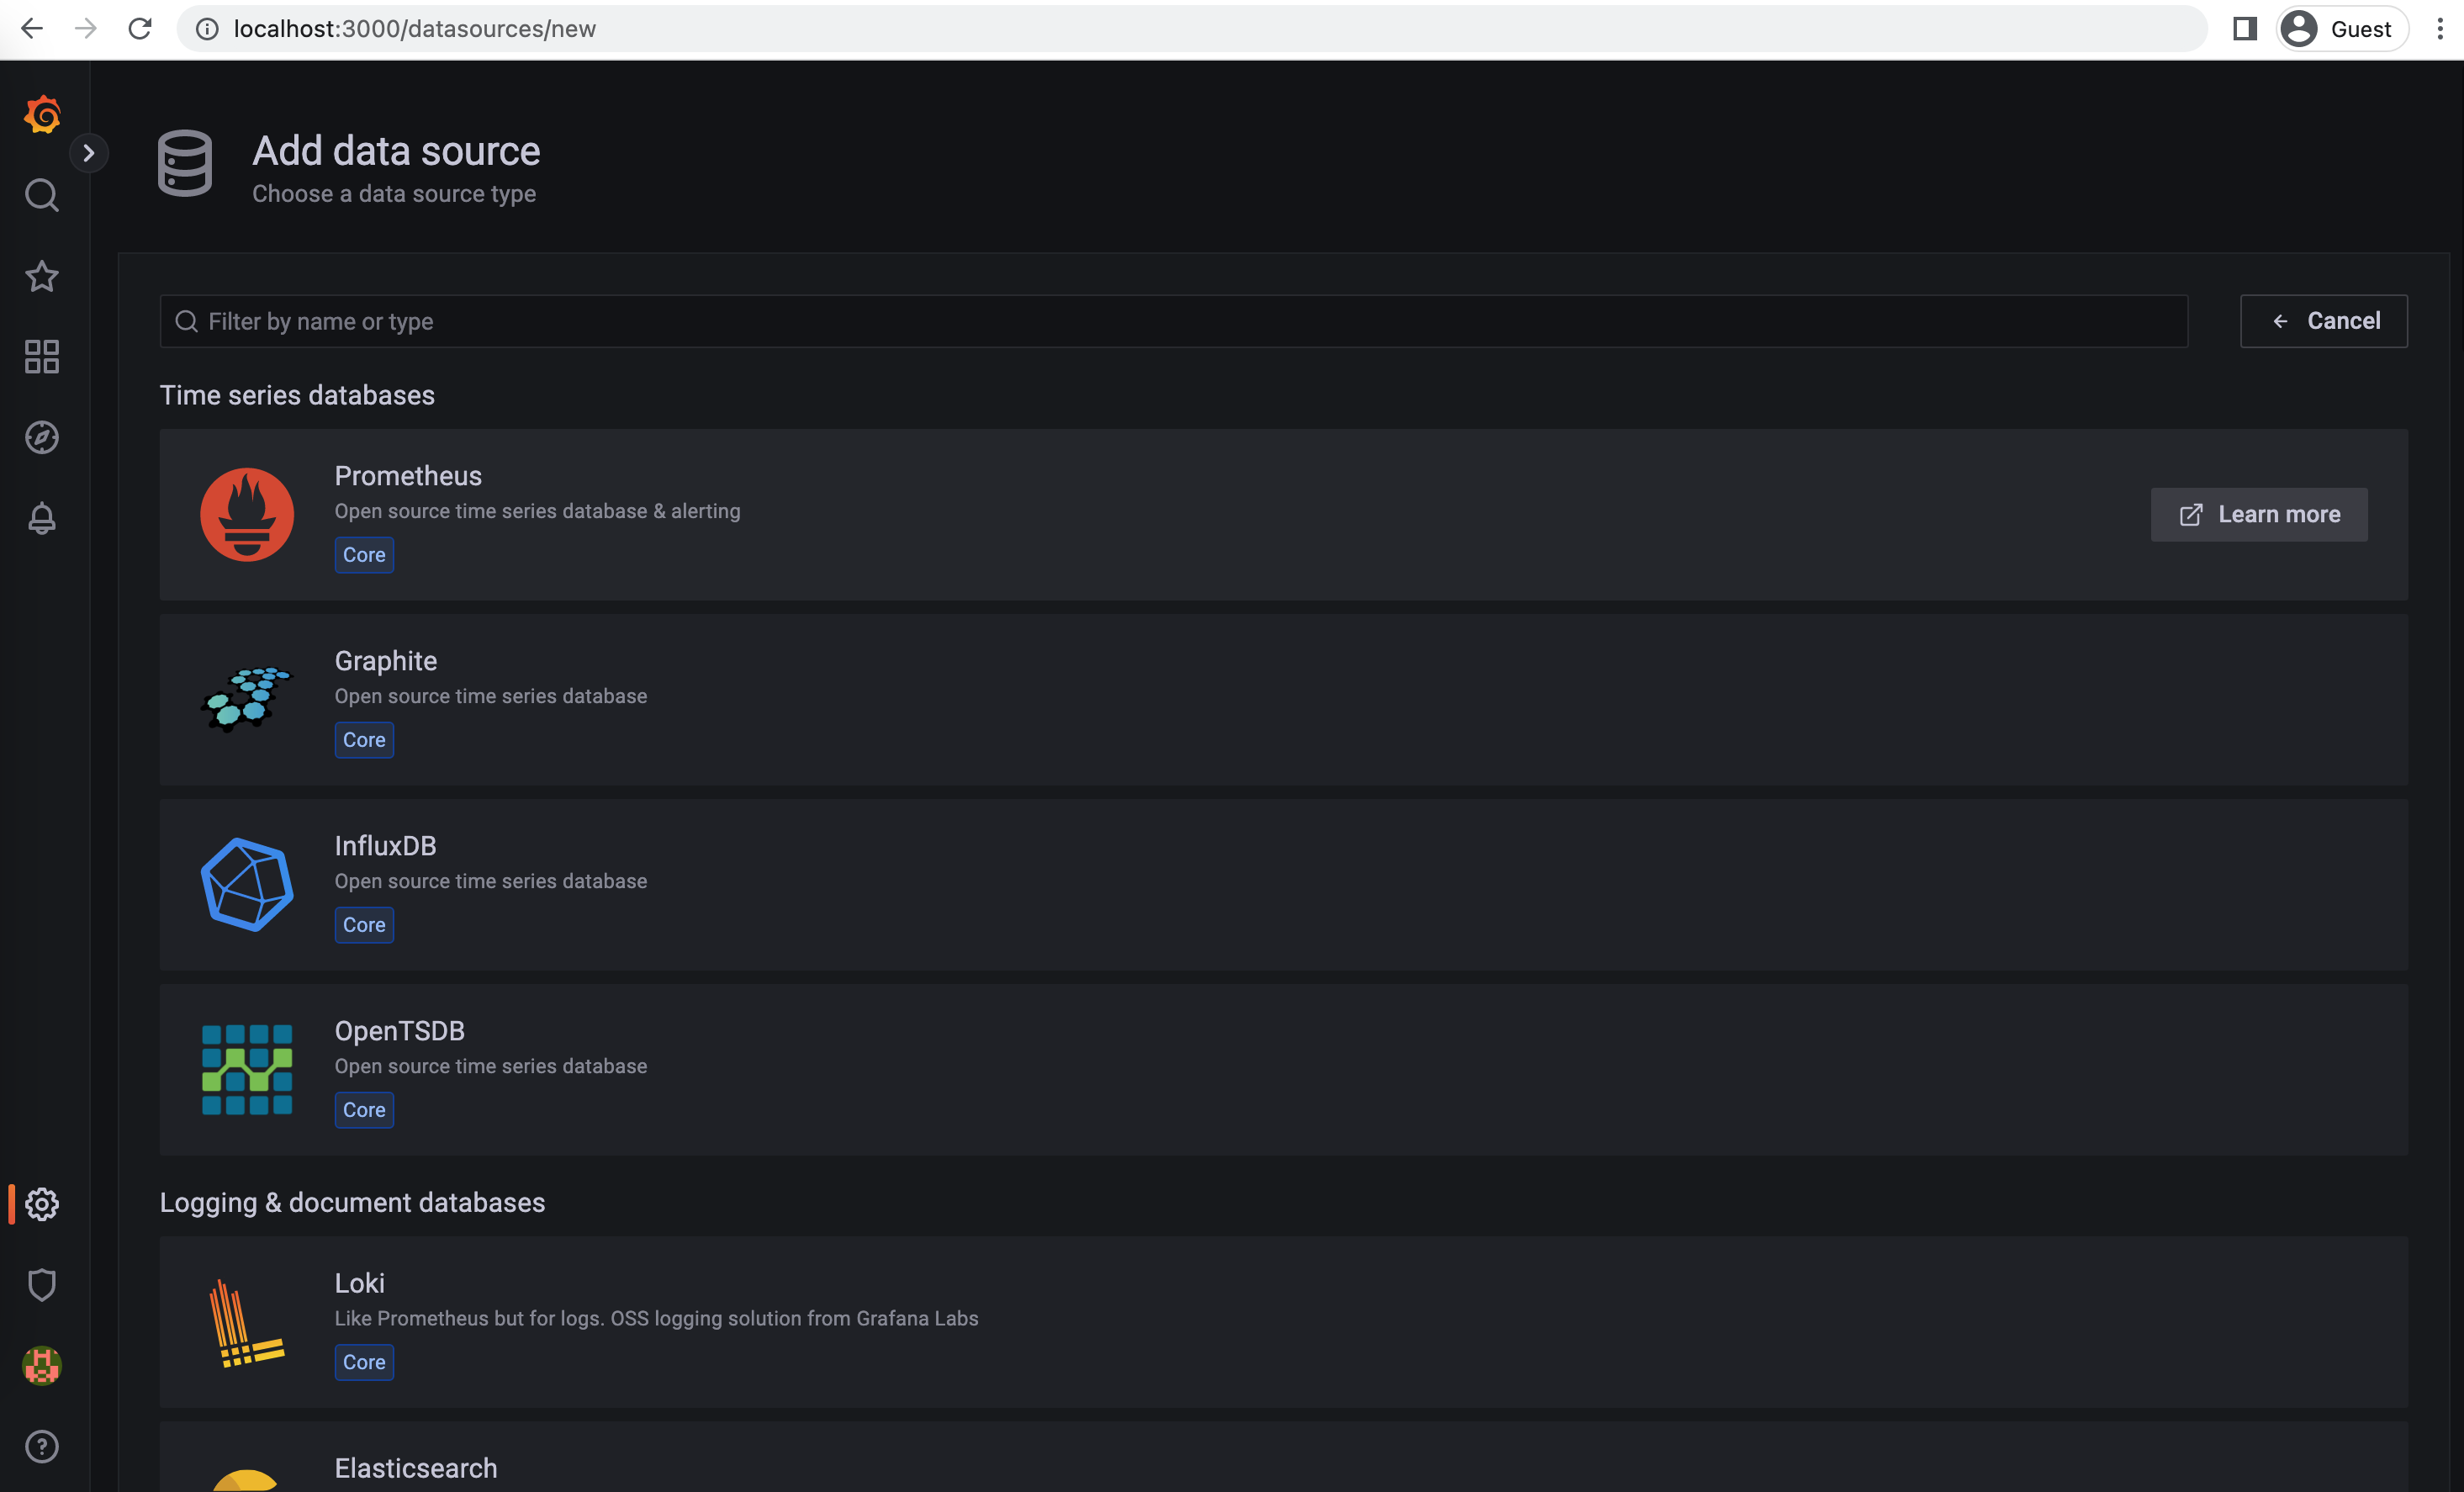 localhost:3000/datasources/new
Guest
Add data source
Choose a data source type
Filter by name or type
Cancel
Time series databases
Prometheus
Open source time series database & alerting
Core
Learn more
Graphite
Open source time series database
Core
InfluxDB
Open source time series database
Core
OpenTSDB
Open source time series database
Core
Logging & document databases
Loki
Like Prometheus but for logs. OSS logging solution from Grafana Labs
Core
Elasticsearch